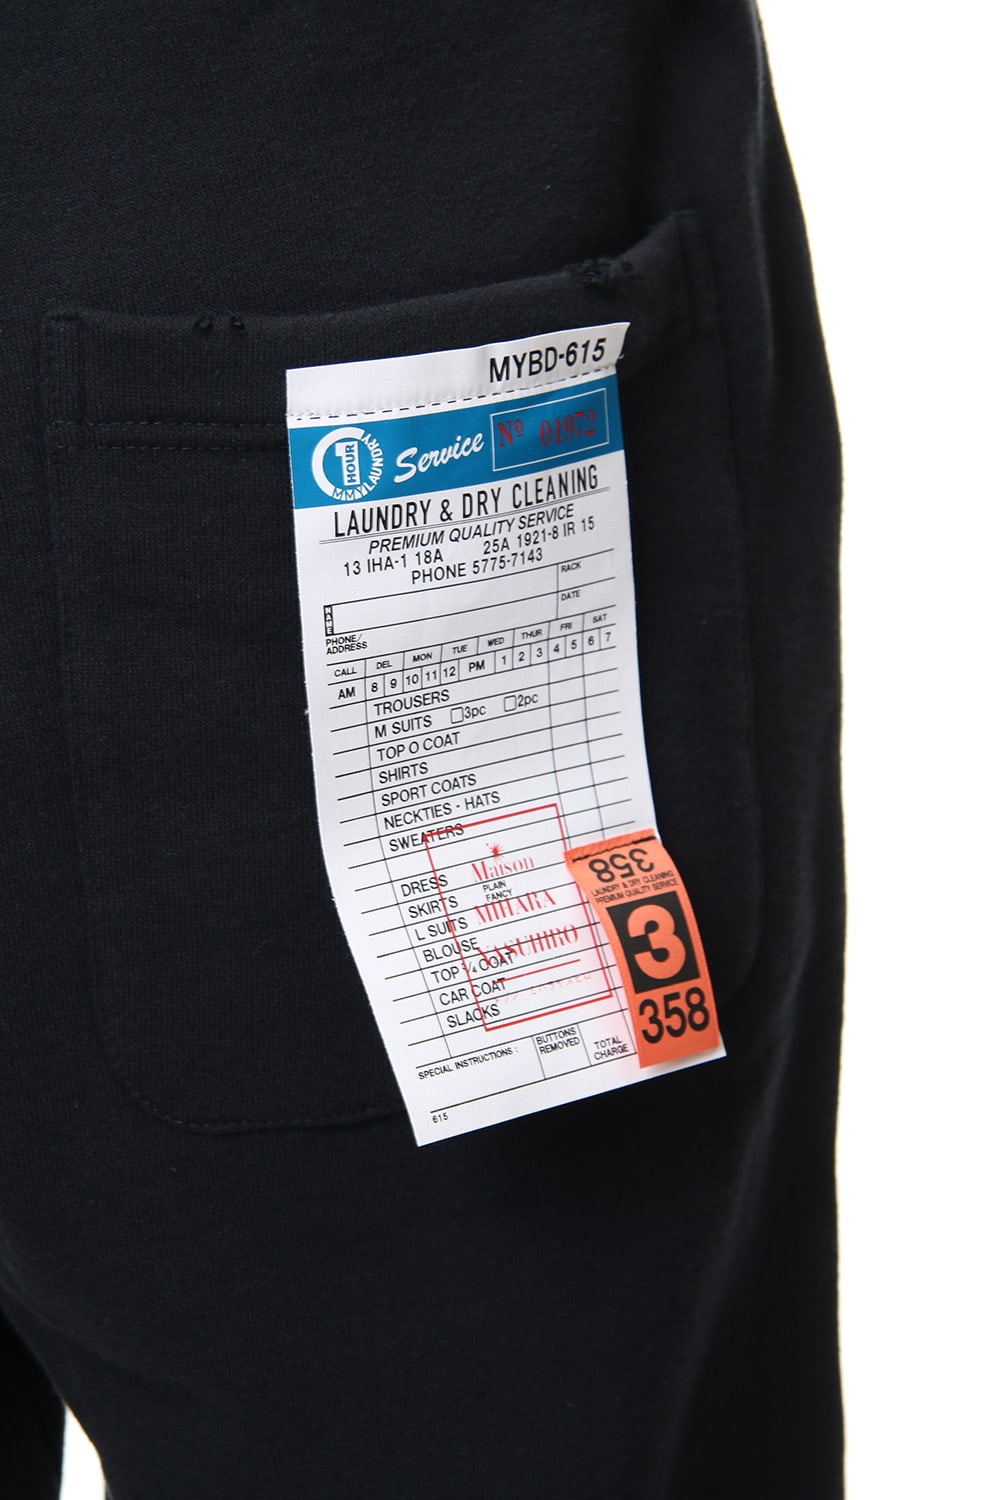 MYBD-615
1 HOUR
MMYLAUNDRY
Service
Nº 01972
LAUNDRY & DRY CLEANING
PREMIUM QUALITY SERVICE
13 IHA-1 18A 25A 1921-8 IR 15
PHONE 5775-7143
NAME
RACK
DATE
PHONE/
ADDRESS
CALL DEL MON TUE WED THUR FRI SAT
AM 8 9 10 11 12 PM 1 2 3 4 5 6 7
TROUSERS
M SUITS 3pc 2pc
TOP O COAT
SHIRTS
SPORT COATS
NECKTIES - HATS
SWEATERS
DRESS PLAIN
FANCY
SKIRTS
L SUITS
BLOUSE
TOP ¾ COAT
CAR COAT
SLACKS
Maison
MIHARA
YASUHIRO
SPECIAL INSTRUCTIONS :
BUTTONS
REMOVED
TOTAL
CHARGE
615
358
LAUNDRY & DRY CLEANING
PREMIUM QUALITY SERVICE
3
358